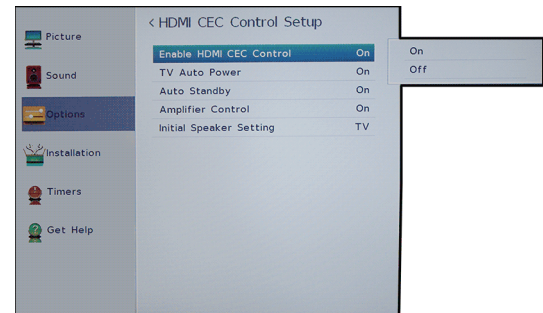 Picture
Sound
Options
Installation
Timers
Get Help
< HDMI CEC Control Setup
Enable HDMI CEC Control On
TV Auto Power On
Auto Standby On
Amplifier Control On
Initial Speaker Setting TV
On
Off